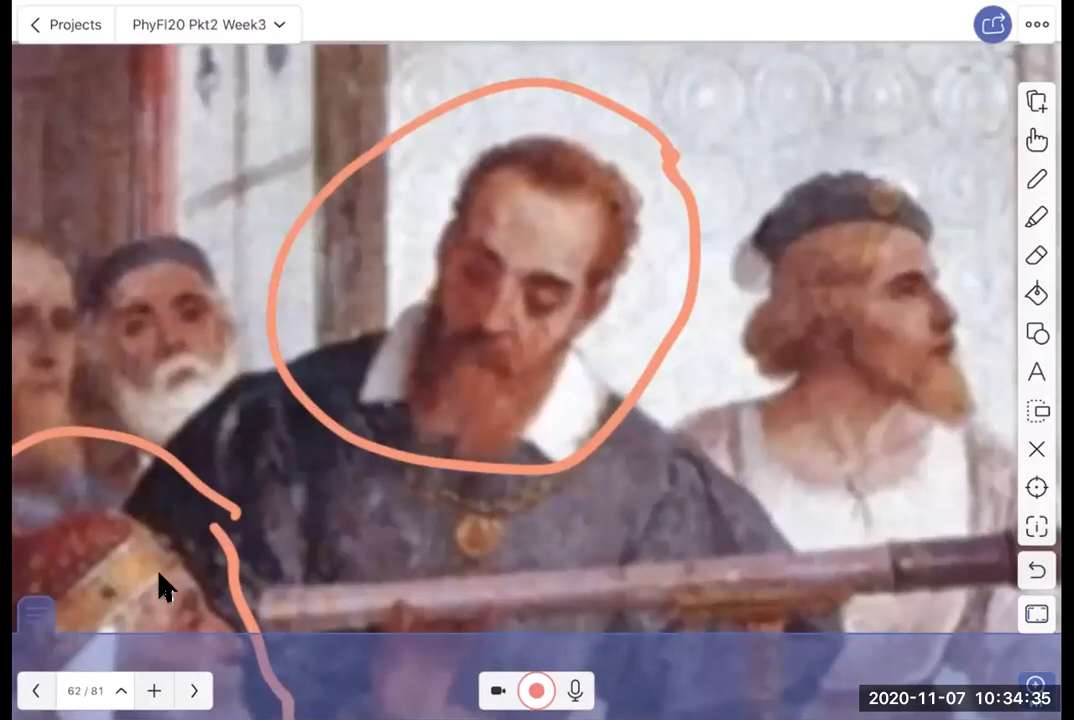 Projects
PhyFl20 Pkt2 Week3
A
62 / 81
2020-11-07 10:34:35